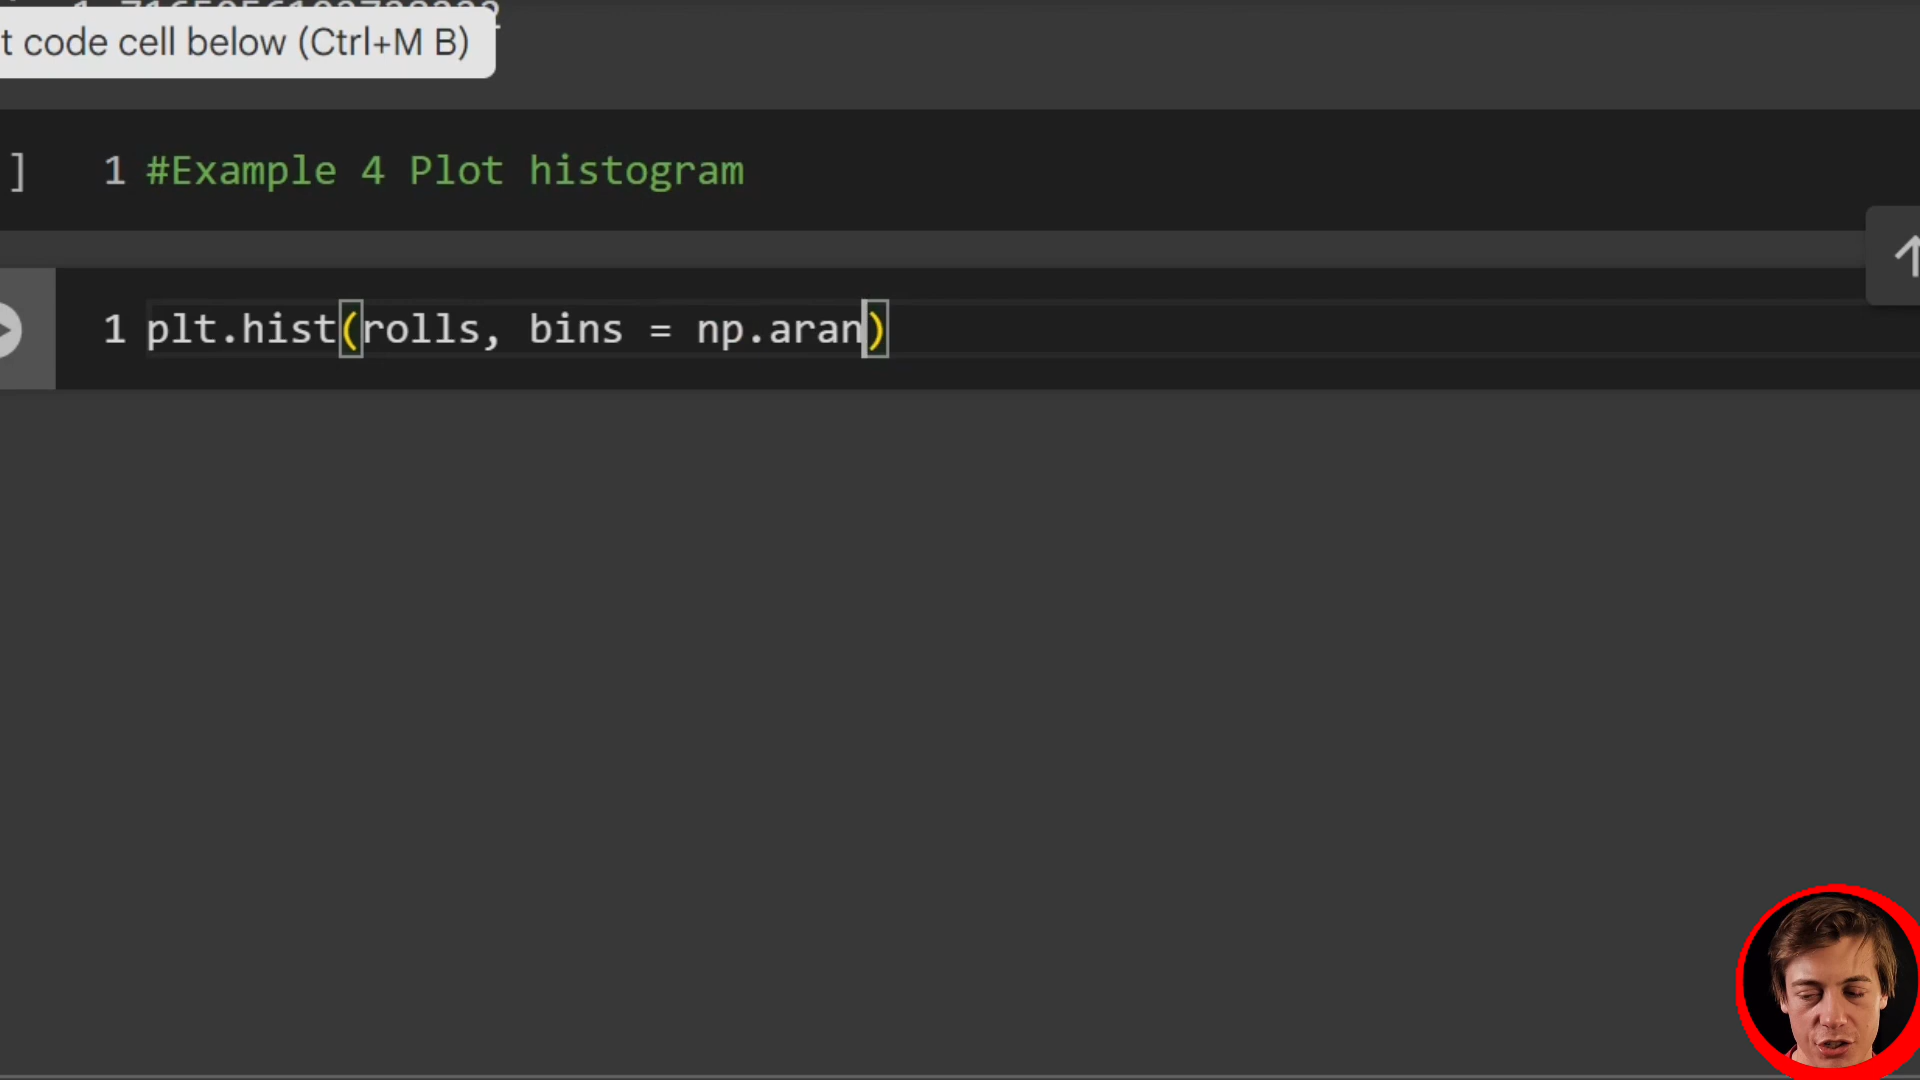 t code cell below (Ctrl+M B)
] 1 #Example 4 Plot histogram
1 plt.hist(rolls, bins = np.aran)